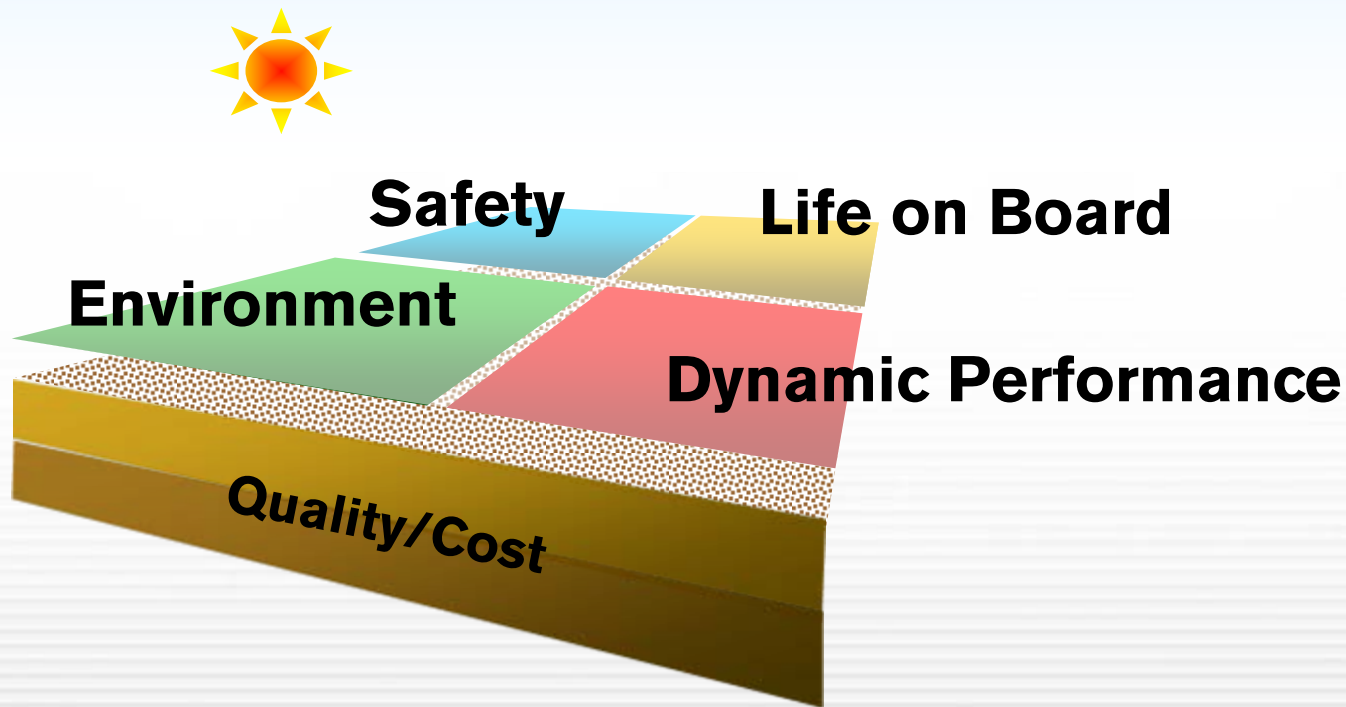 Safety
Life on Board
Environment
Dynamic Performance
Quality/Cost